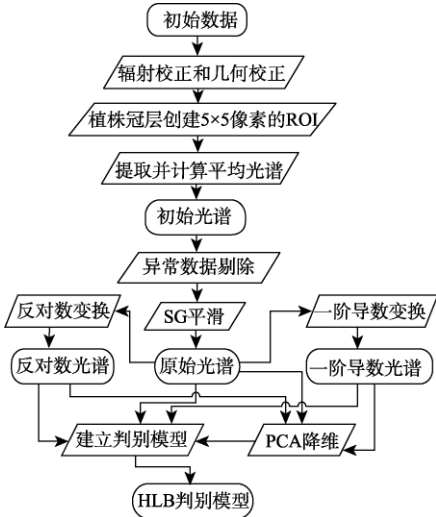 初始数据
辐射校正和几何校正
植株冠层创建5×5像素的ROI
提取并计算平均光谱
初始光谱
异常数据剔除
反对数变换
SG平滑
一阶导数变换
反对数光谱
原始光谱
一阶导数光谱
建立判别模型
PCA降维
HLB判别模型